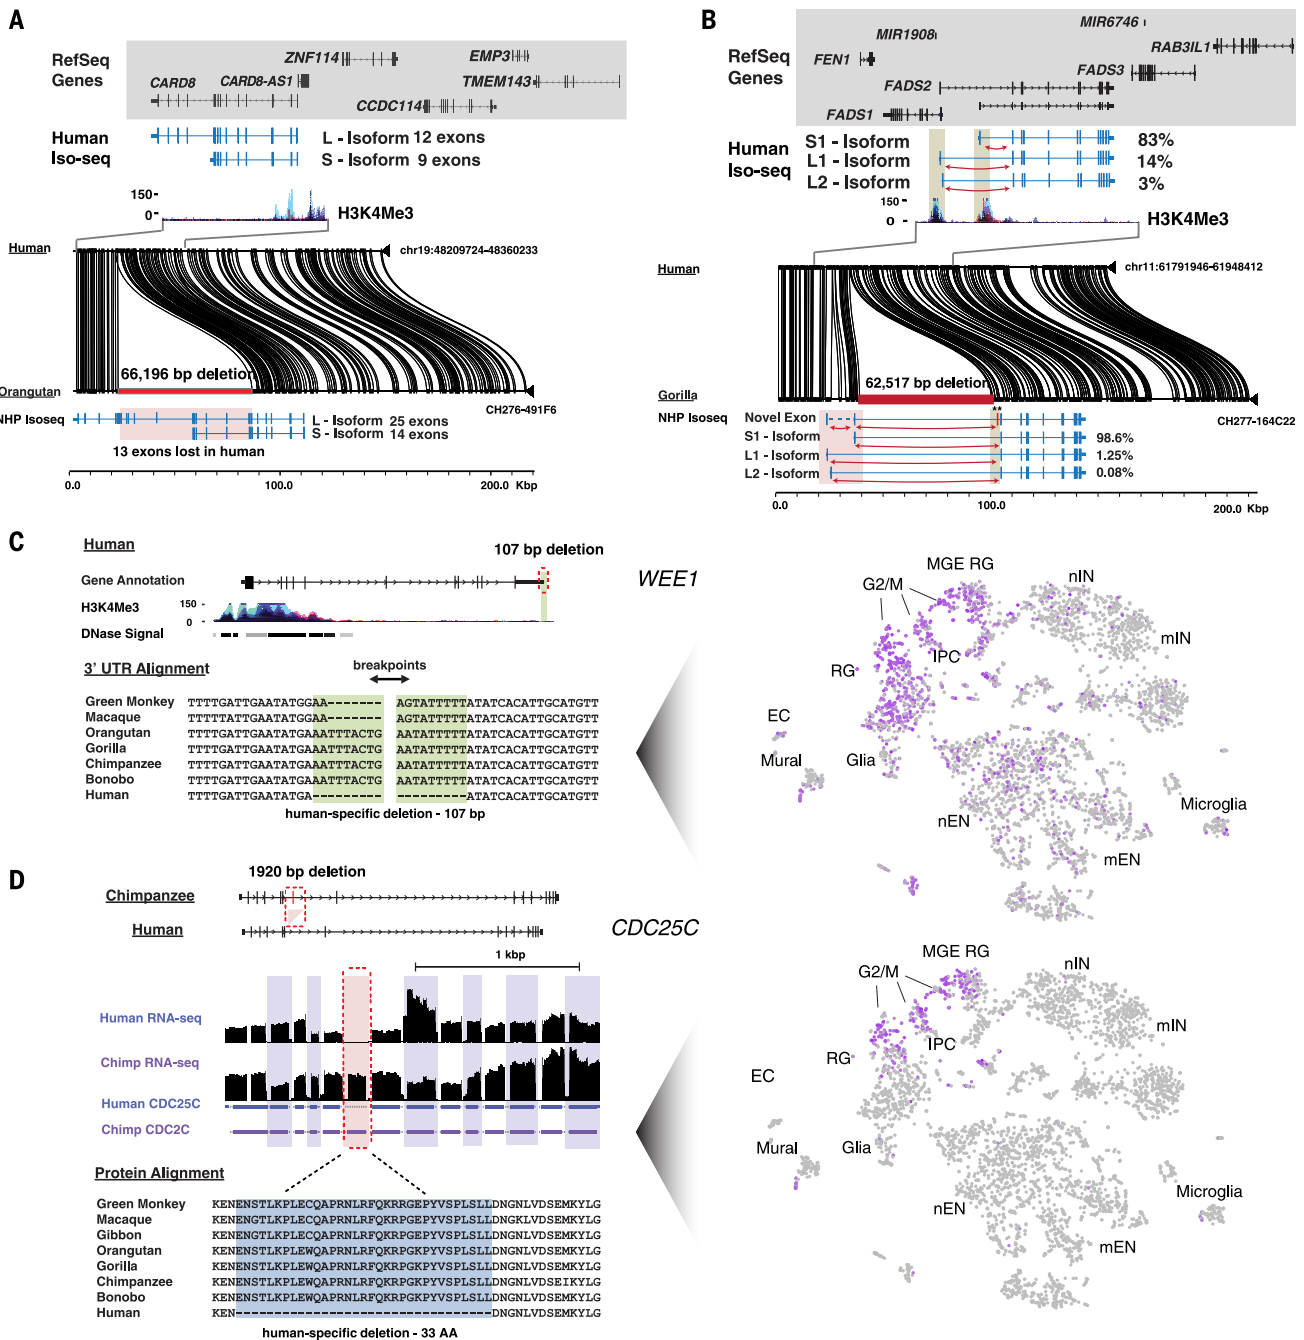 A
RefSeq
Genes
ZNF114
EMP3
CARD8
CARD8-AS1
TMEM143
CCDC114
Human
Iso-seq
L - Isoform 12 exons
S - Isoform 9 exons
150
0
H3K4Me3
Human
chr19:48209724-48360233
66,196 bp deletion
Orangutan
CH276-491F6
NHP Isoseq
L - Isoform 25 exons
S - Isoform 14 exons
13 exons lost in human
0.0
100.0
200.0 Kbp
B
RefSeq
Genes
MIR6746
MIR1908
RAB3IL1
FEN1
FADS3
FADS2
FADS1
Human
Iso-seq
S1 - Isoform 83%
L1 - Isoform 14%
L2 - Isoform 3%
150
0
H3K4Me3
Human
chr11:61791946-61948412
62,517 bp deletion
Gorilla
CH277-164C22
NHP Isoseq
Novel Exon **
S1 - Isoform 98.6%
L1 - Isoform 1.25%
L2 - Isoform 0.08%
0.0
100.0
200.0 Kbp
C
Human
107 bp deletion
Gene Annotation
H3K4Me3
150
0
DNase Signal
3' UTR Alignment
breakpoints
Green Monkey TTTTGATTGAATATGGAA------- AGTATTTTTATATCACATTGCATGTT
Macaque TTTTTATTGAATATGGAA------- AGTATTTTTATATCACATTGCATGTT
Orangutan TTTTGATTGAATATGGAATTTACTG AATATTTTTATATCACATTGCATGTT
Gorilla TTTTGATTGAATATGGAATTTACTG AATATTTTTATATCACATTGCATGTT
Chimpanzee TTTTGATTGAATATGGAATTTACTG AATATTTTTATATCACATTGCATGTT
Bonobo TTTTGATTGAATATGGAATTTACTG AATATTTTTATATCACATTGCATGTT
Human TTTTGATTGAATATGA--------- ---------ATATCACATTGCATGTT
human-specific deletion - 107 bp
WEE1
MGE RG
G2/M
nIN
mIN
RG
IPC
EC
Mural
Glia
nEN
mEN
Microglia
D
1920 bp deletion
Chimpanzee
Human
1 kbp
Human RNA-seq
Chimp RNA-seq
Human CDC25C
Chimp CDC2C
Protein Alignment
Green Monkey KENENSTLKPLECQAPRNLRFQKRRGEPYVSPLSLLDNGNLVDSEMKYLG
Macaque KENENGTLKPLECQAPRNLRFQKRPGEPYVSPLSLLDNGNLVDSEMKYLG
Gibbon KENENGTLKPLECQAPRNLRFQKRPGEPYVSPLSLLDNGNLVDSEMKYLG
Orangutan KENENSTLKPLEWQAPRNLRFQKRPGKPYVSPLSLLDNGNLVDSEMKYLG
Gorilla KENENSTLKPLEWQAPRNLRFQKRPGKPYVSPLSLLDNGNLVDSEMKYLG
Chimpanzee KENENSTLKPLEWQAPRNLRFQKRPGKPYVSPLSLLDNGNLVDSEIKYLG
Bonobo KENENSTLKPLEWQAPRNLRFQKRPGKPYVSPLSLLDNGNLVDSEMKYLG
Human KEN---------------------------------DNGNLVDSEMKYLG
human-specific deletion - 33 AA
CDC25C
MGE RG
G2/M
nIN
mIN
RG
IPC
EC
Mural
Glia
nEN
mEN
Microglia